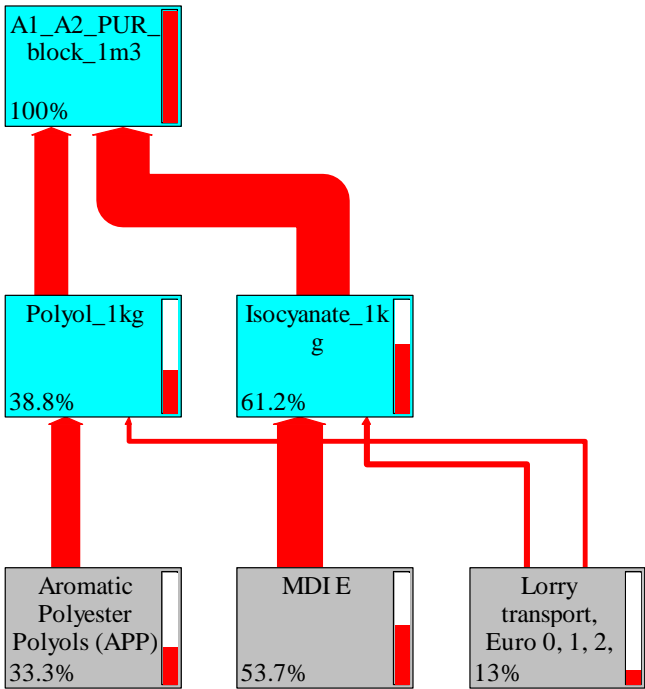 A1_A2_PUR_
block_1m3
100%
Polyol_1kg
38.8%
Isocyanate_1k
g
61.2%
Aromatic
Polyester
Polyols (APP)
33.3%
MDI E
53.7%
Lorry
transport,
Euro 0, 1, 2,
13%